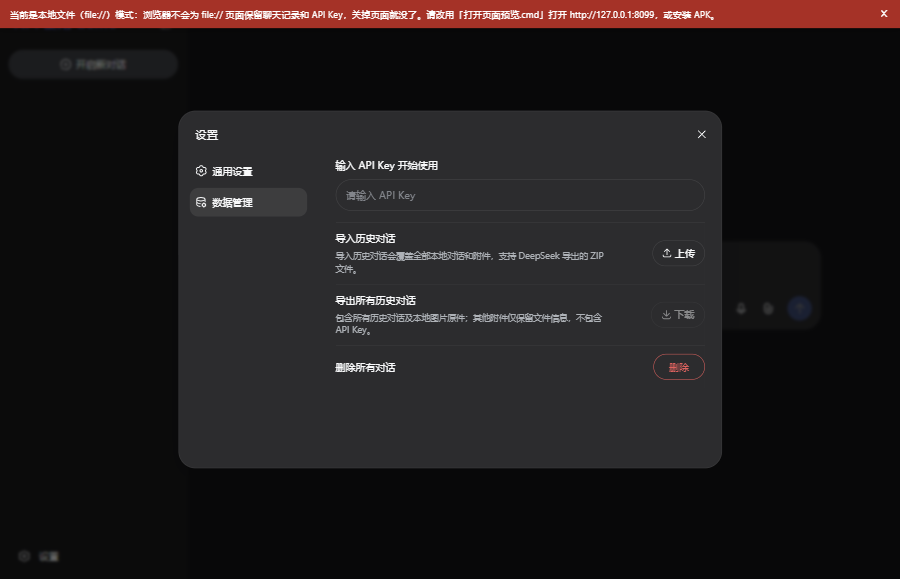 当前是本地文件（file://）模式：浏览器不会为 file:// 页面保留聊天记录和 API Key，关掉页面就没了。请改用「打开页面预览.cmd」打开 http://127.0.0.1:8099，或安装 APK。
开启新对话
设置
通用设置
数据管理
输入 API Key 开始使用
请输入 API Key
导入历史对话
导入历史对话会覆盖全部本地对话和附件，支持 DeepSeek 导出的 ZIP
文件。
上传
导出所有历史对话
包含所有历史对话及本地图片原件；其他附件仅保留文件信息，不包含
API Key。
下载
删除所有对话
删除
设置